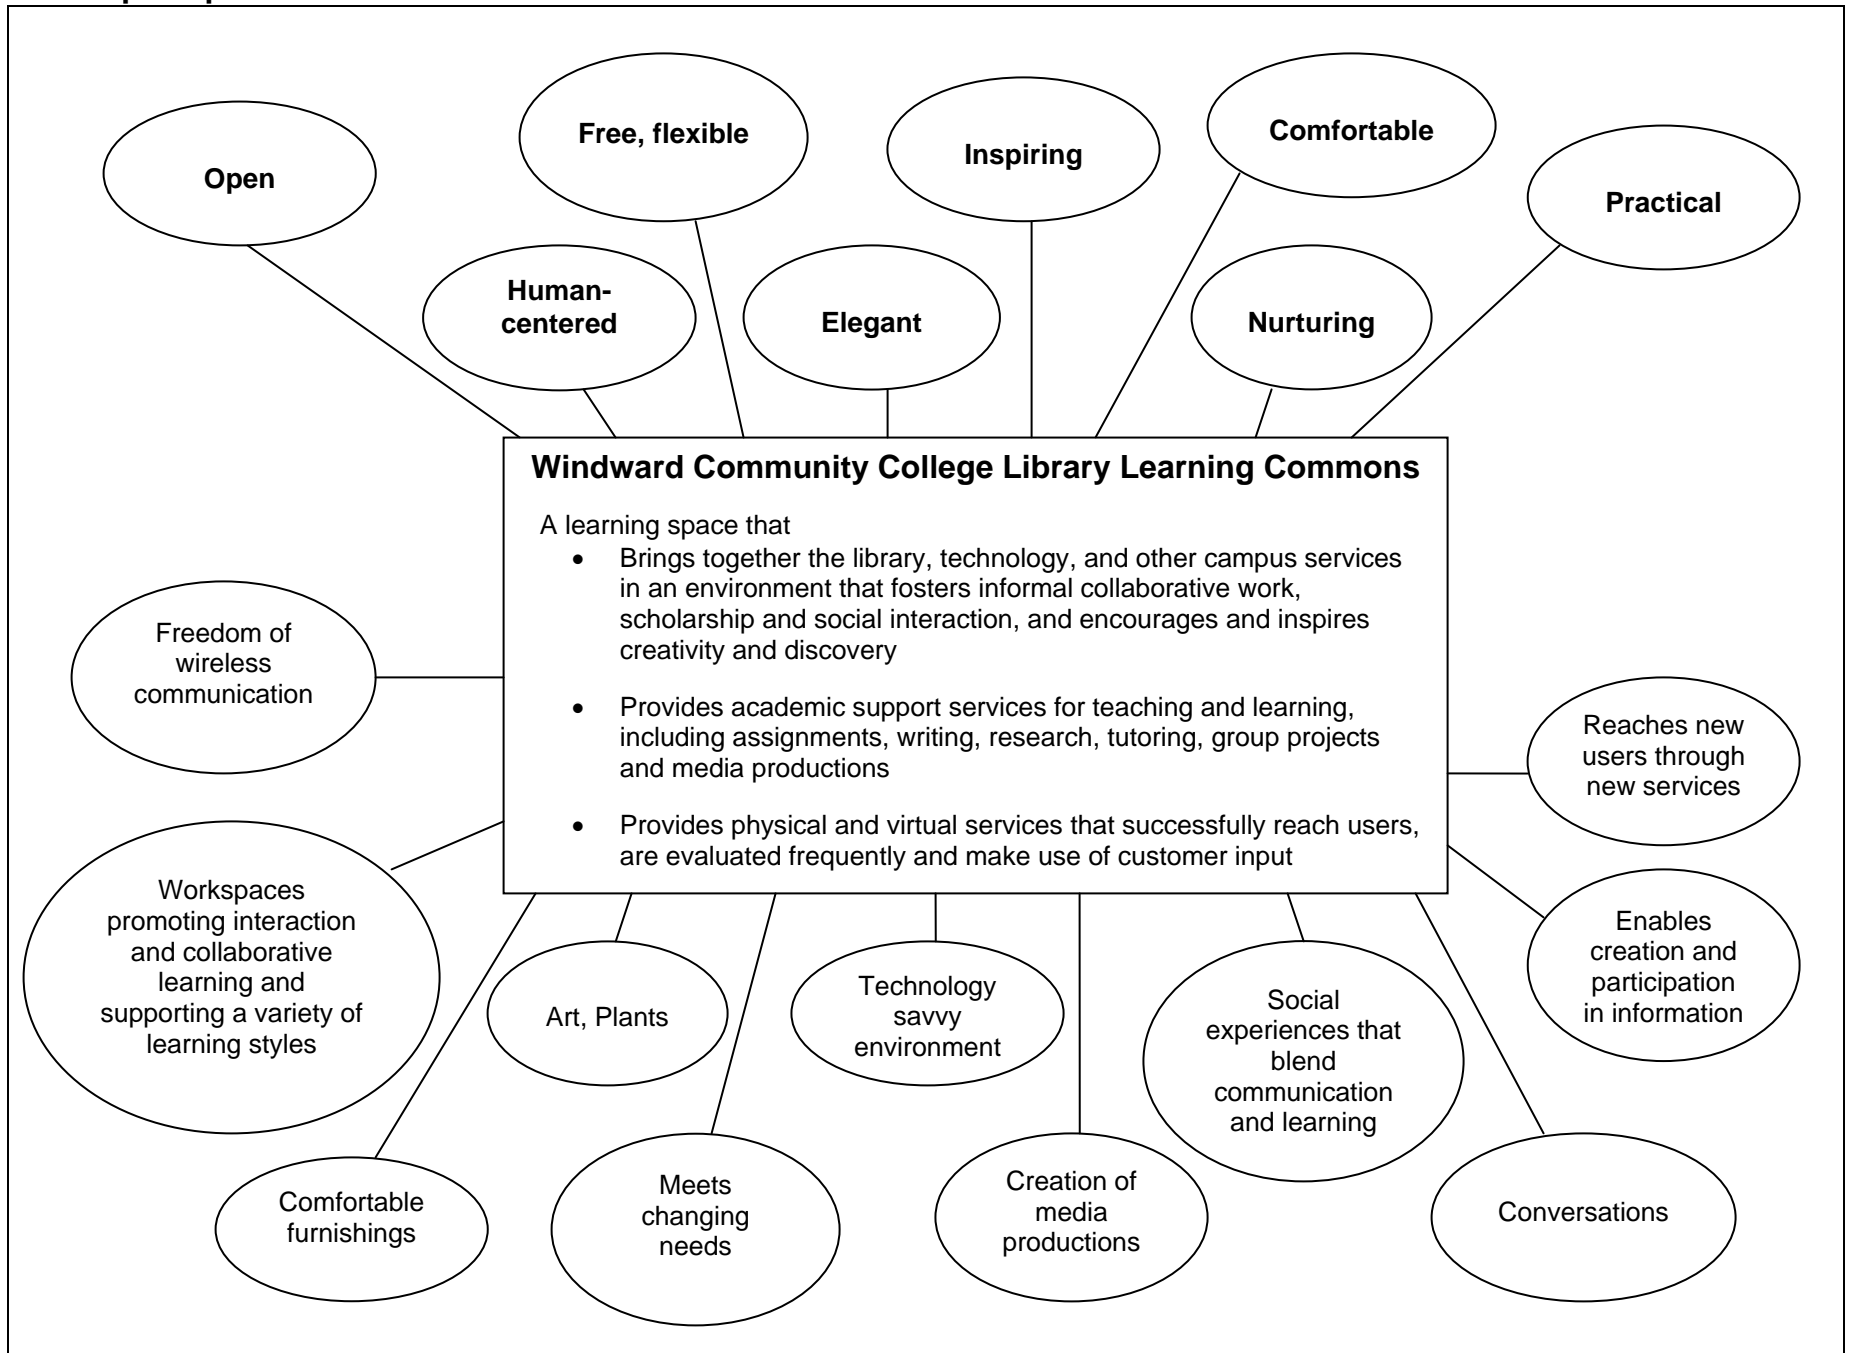 Open
Free, flexible
Inspiring
Comfortable
Practical
Human-
centered
Elegant
Nurturing
Windward Community College Library Learning Commons
A learning space that
• Brings together the library, technology, and other campus services
in an environment that fosters informal collaborative work,
scholarship and social interaction, and encourages and inspires
creativity and discovery
• Provides academic support services for teaching and learning,
including assignments, writing, research, tutoring, group projects
and media productions
• Provides physical and virtual services that successfully reach users,
are evaluated frequently and make use of customer input
Freedom of
wireless
communication
Reaches new
users through
new services
Workspaces
promoting interaction
and collaborative
learning and
supporting a variety of
learning styles
Enables
creation and
participation
in information
Art, Plants
Technology
savvy
environment
Social
experiences that
blend
communication
and learning
Comfortable
furnishings
Meets
changing
needs
Creation of
media
productions
Conversations